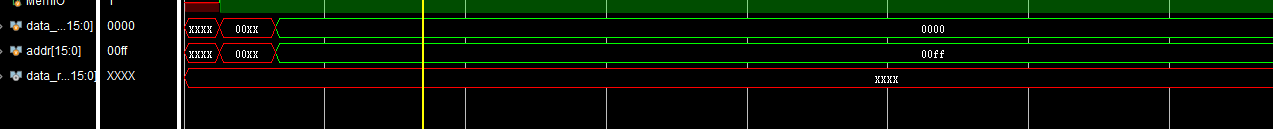 MemIO 1
data_...15:0] 0000 XXXX 00XX 0000
addr[15:0] 00ff XXXX 00XX 00ff
data_r...15:0] XXXX XXXX